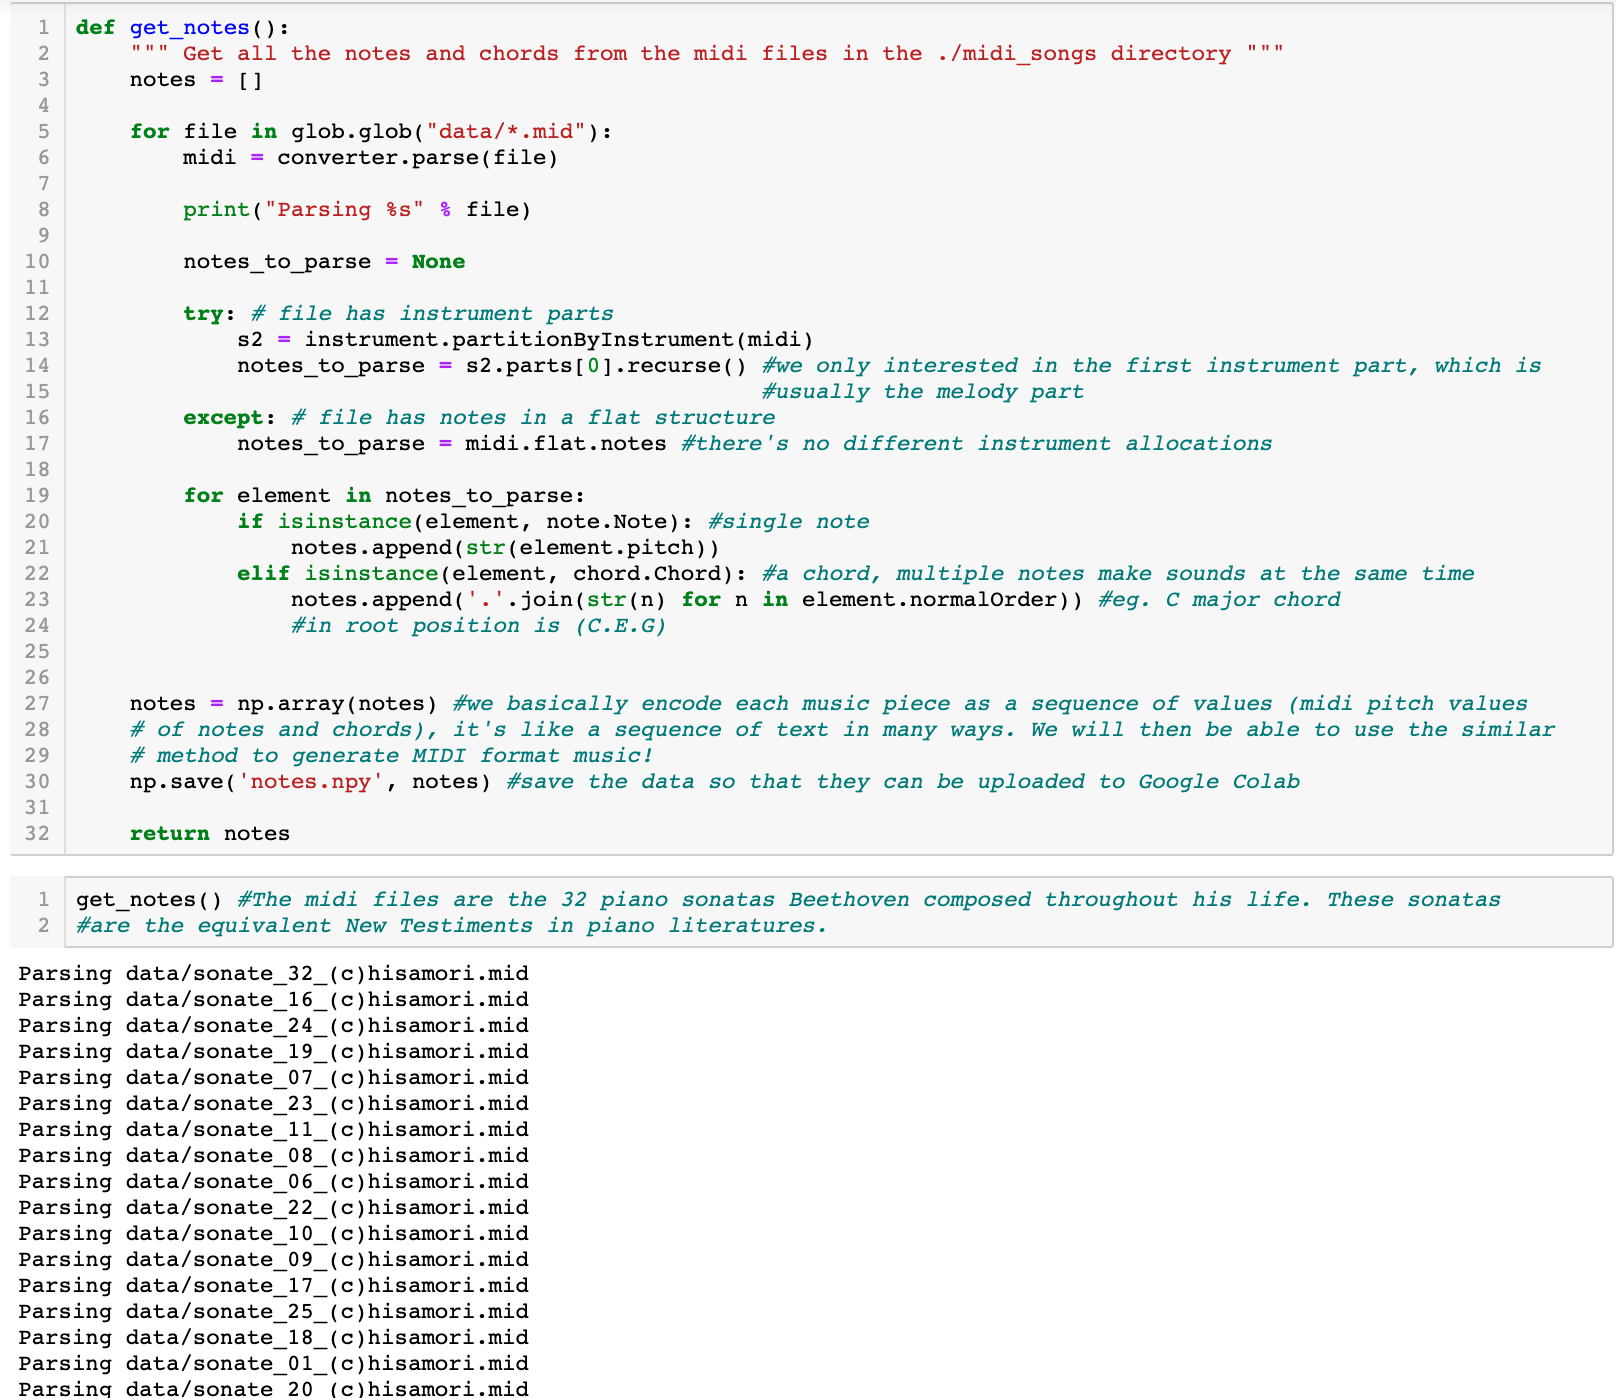 1 def get_notes():
2     """ Get all the notes and chords from the midi files in the ./midi_songs directory """
3     notes = []
4
5     for file in glob.glob("data/*.mid"):
6         midi = converter.parse(file)
7
8         print("Parsing %s" % file)
9
10         notes_to_parse = None
11
12         try: # file has instrument parts
13             s2 = instrument.partitionByInstrument(midi)
14             notes_to_parse = s2.parts[0].recurse() #we only interested in the first instrument part, which is
15                                                    #usually the melody part
16         except: # file has notes in a flat structure
17             notes_to_parse = midi.flat.notes #there's no different instrument allocations
18
19         for element in notes_to_parse:
20             if isinstance(element, note.Note): #single note
21                 notes.append(str(element.pitch))
22             elif isinstance(element, chord.Chord): #a chord, multiple notes make sounds at the same time
23                 notes.append('.'.join(str(n) for n in element.normalOrder)) #eg. C major chord
24                 #in root position is (C.E.G)
25
26
27     notes = np.array(notes) #we basically encode each music piece as a sequence of values (midi pitch values
28     # of notes and chords), it's like a sequence of text in many ways. We will then be able to use the similar
29     # method to generate MIDI format music!
30     np.save('notes.npy', notes) #save the data so that they can be uploaded to Google Colab
31
32     return notes
1 get_notes() #The midi files are the 32 piano sonatas Beethoven composed throughout his life. These sonatas
2 #are the equivalent New Testiments in piano literatures.
Parsing data/sonate_32_(c)hisamori.mid
Parsing data/sonate_16_(c)hisamori.mid
Parsing data/sonate_24_(c)hisamori.mid
Parsing data/sonate_19_(c)hisamori.mid
Parsing data/sonate_07_(c)hisamori.mid
Parsing data/sonate_23_(c)hisamori.mid
Parsing data/sonate_11_(c)hisamori.mid
Parsing data/sonate_08_(c)hisamori.mid
Parsing data/sonate_06_(c)hisamori.mid
Parsing data/sonate_22_(c)hisamori.mid
Parsing data/sonate_10_(c)hisamori.mid
Parsing data/sonate_09_(c)hisamori.mid
Parsing data/sonate_17_(c)hisamori.mid
Parsing data/sonate_25_(c)hisamori.mid
Parsing data/sonate_18_(c)hisamori.mid
Parsing data/sonate_01_(c)hisamori.mid
Parsing data/sonate_20_(c)hisamori.mid